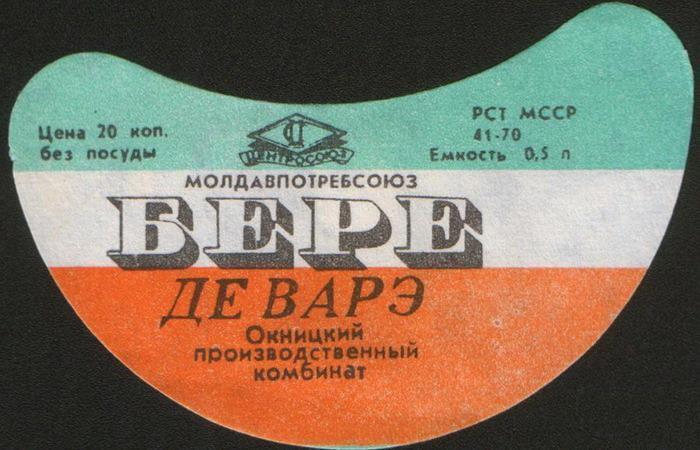 Цена 20 коп.
без посуды
ЦЕНТРОСОЮЗ
РСТ МССР
41-70
Емкость 0,5 л
МОЛДАВПОТРЕБСОЮЗ
БЕРЕ
ДЕ ВАРЭ
Окницкий
производственный
комбинат